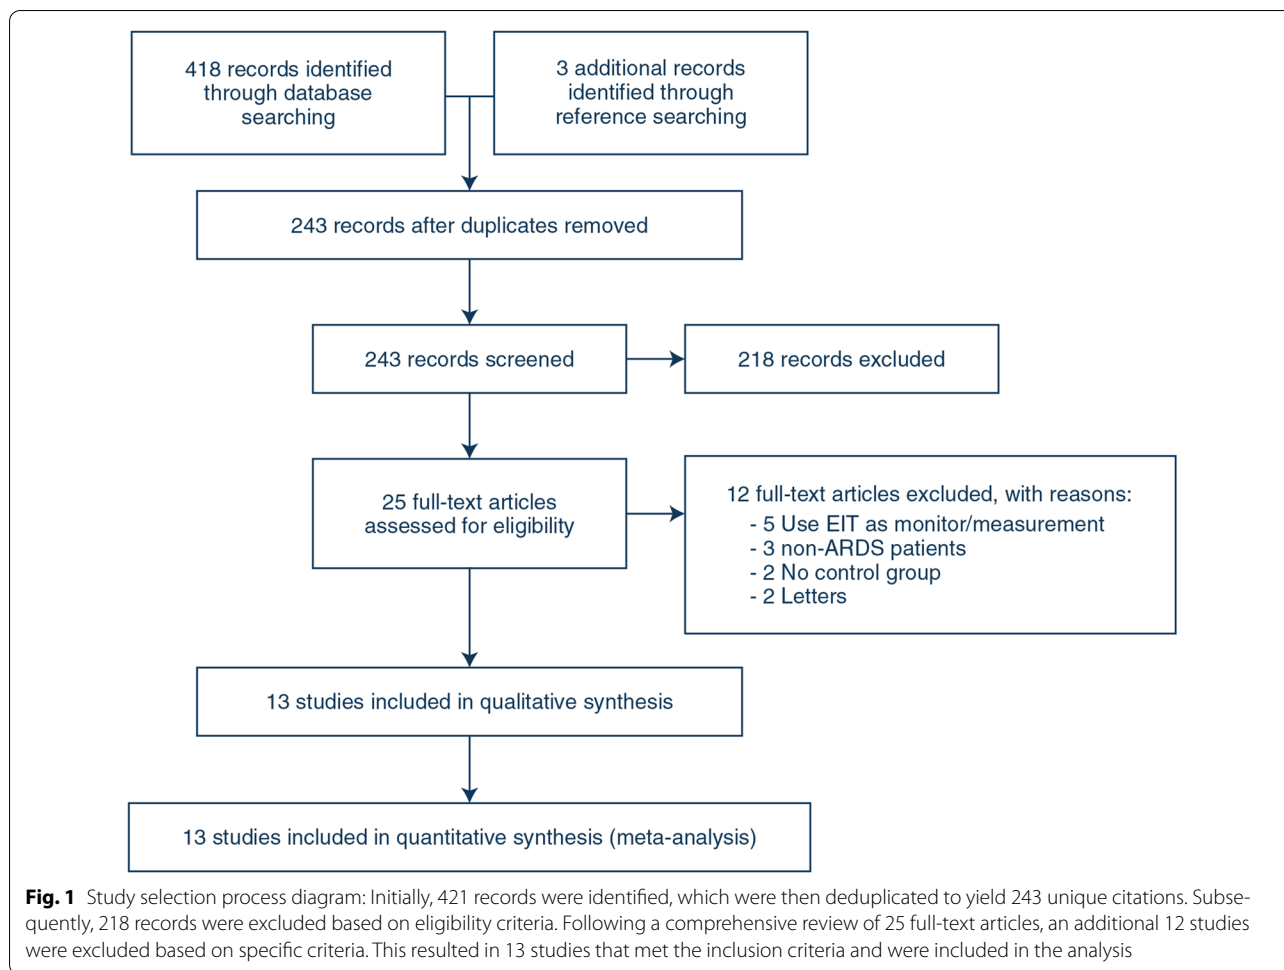 418 records identified
through database
searching
3 additional records
identified through
reference searching
243 records after duplicates removed
243 records screened
218 records excluded
25 full-text articles
assessed for eligibility
12 full-text articles excluded, with reasons:
- 5 Use EIT as monitor/measurement
- 3 non-ARDS patients
- 2 No control group
- 2 Letters
13 studies included in qualitative synthesis
13 studies included in quantitative synthesis (meta-analysis)
Fig. 1 Study selection process diagram: Initially, 421 records were identified, which were then deduplicated to yield 243 unique citations. Subse-
quently, 218 records were excluded based on eligibility criteria. Following a comprehensive review of 25 full-text articles, an additional 12 studies
were excluded based on specific criteria. This resulted in 13 studies that met the inclusion criteria and were included in the analysis